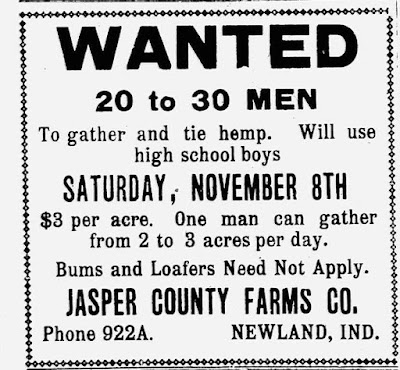 WANTED
20 to 30 MEN
To gather and tie hemp. Will use
high school boys
SATURDAY, NOVEMBER 8TH
$3 per acre. One man can gather
from 2 to 3 acres per day.
Bums and Loafers Need Not Apply.
JASPER COUNTY FARMS CO.
Phone 922A. NEWLAND, IND.